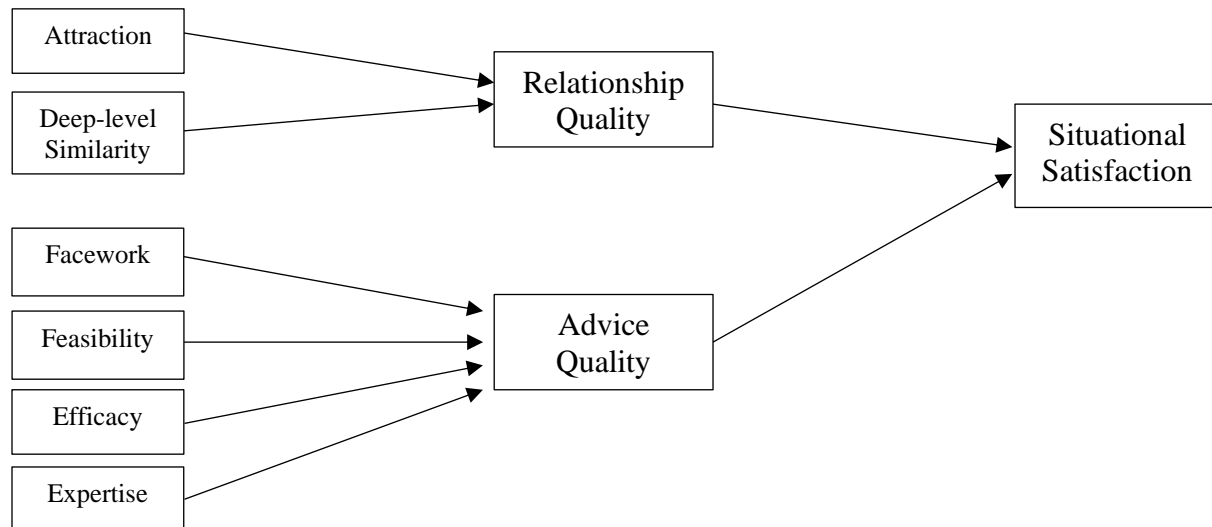 Attraction
Deep-level
Similarity
Relationship
Quality
Situational
Satisfaction
Facework
Feasibility
Efficacy
Expertise
Advice
Quality